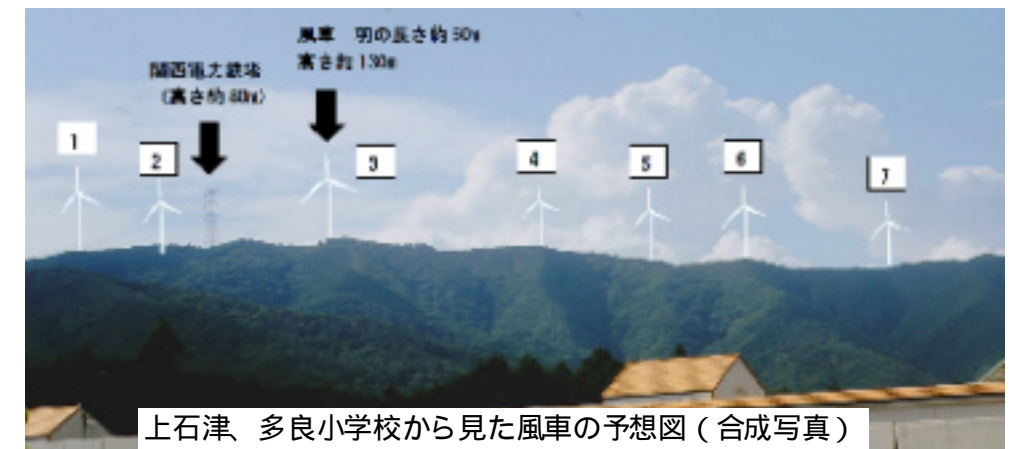 風車　羽の長さ約50m
高さ約130m
関西電力鉄塔
（高さ約80m）
1
2
3
4
5
6
7
上石津、多良小学校から見た風車の予想図（合成写真）